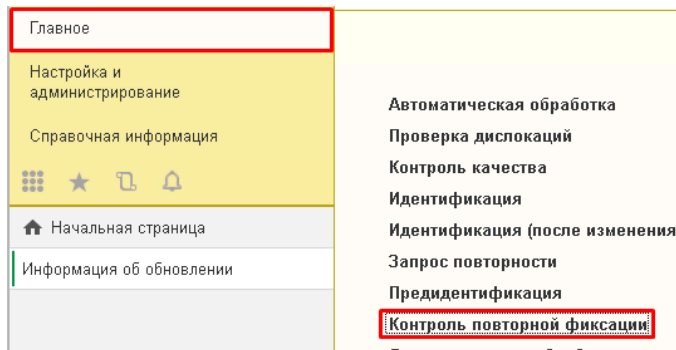 Главное
Настройка и
администрирование
Справочная информация
Начальная страница
Информация об обновлении
Автоматическая обработка
Проверка дислокаций
Контроль качества
Идентификация
Идентификация (после изменения
Запрос повторности
Предидентификация
Контроль повторной фиксации